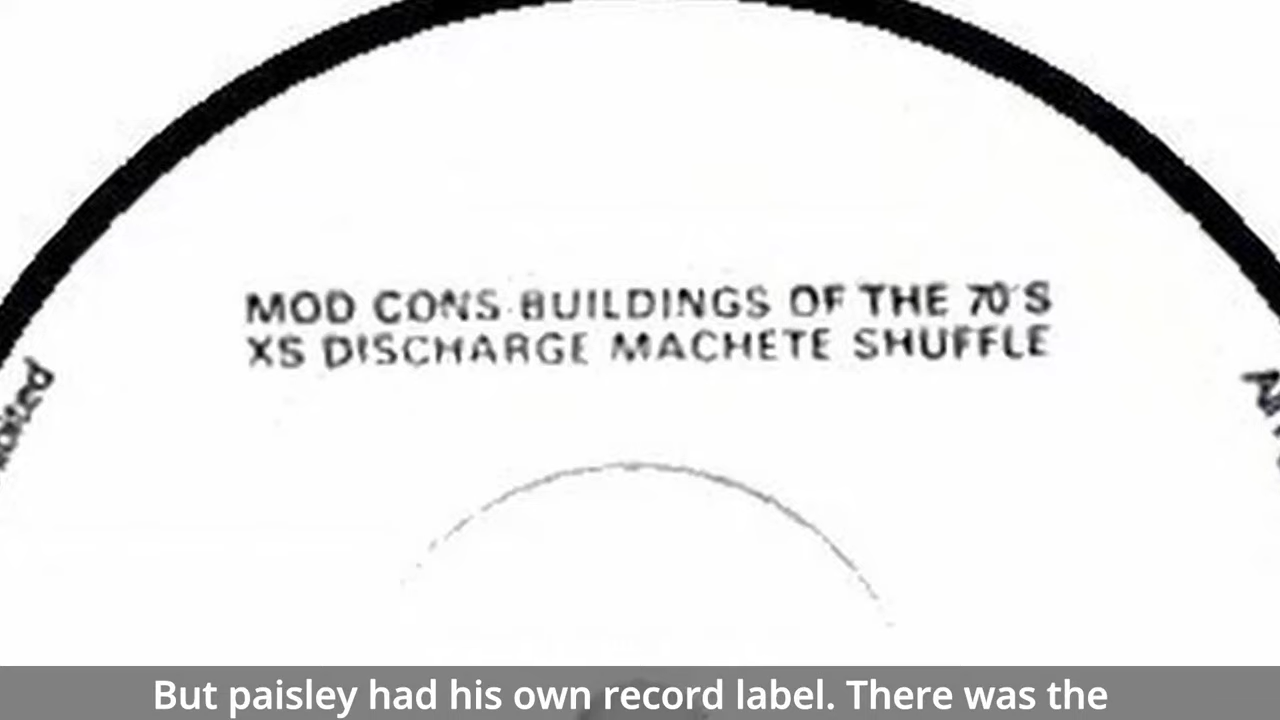 MOD CONS BUILDINGS OF THE 70'S
XS DISCHARGE MACHETE SHUFFLE
But paisley had his own record label. There was the